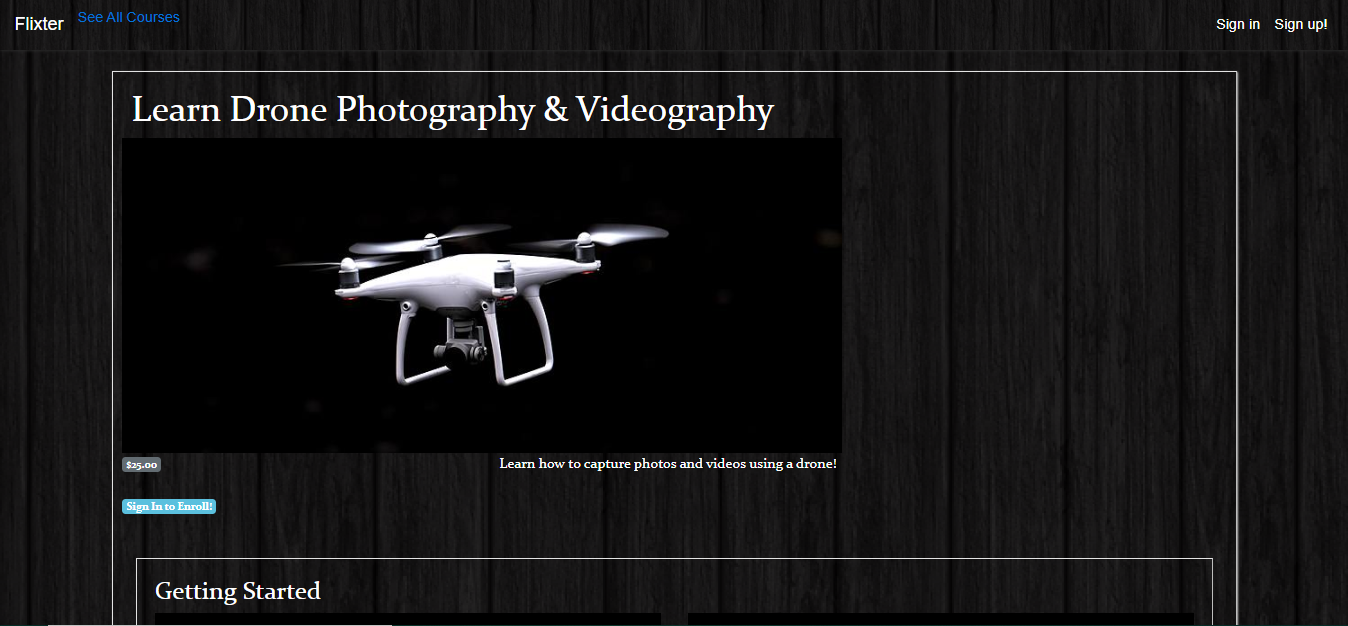 Flixter
See All Courses
Sign in
Sign up!
Learn Drone Photography & Videography
$25.00
Learn how to capture photos and videos using a drone!
Sign In to Enroll!
Getting Started